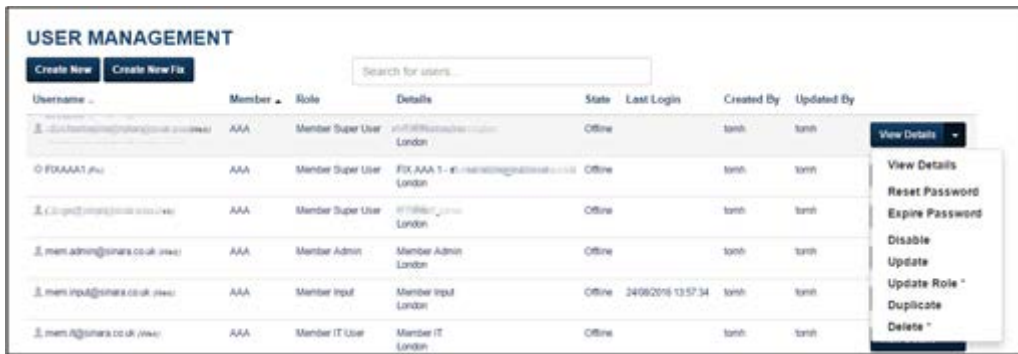 USER MANAGEMENT
Create New Create New Fix Search for users...
Username Member Role Details State Last Login Created By Updated By
AAA Member Super User Offline tomh tomh View Details
London
FIXAAA1 (Fix) AAA Member Super User FIX AAA 1 - Offline tomh tomh
London
AAA Member Super User Offline tomh tomh
London
mem.admin@sinara.co.uk (Web) AAA Member Admin Member Admin Offline tomh tomh
London
mem.input@sinara.co.uk (Web) AAA Member Input Member Input Offline 24/08/2016 13:57:34 tomh tomh
London
mem.it@sinara.co.uk (Web) AAA Member IT User Member IT Offline tomh tomh
London
View Details
Reset Password
Expire Password
Disable
Update
Update Role *
Duplicate
Delete *